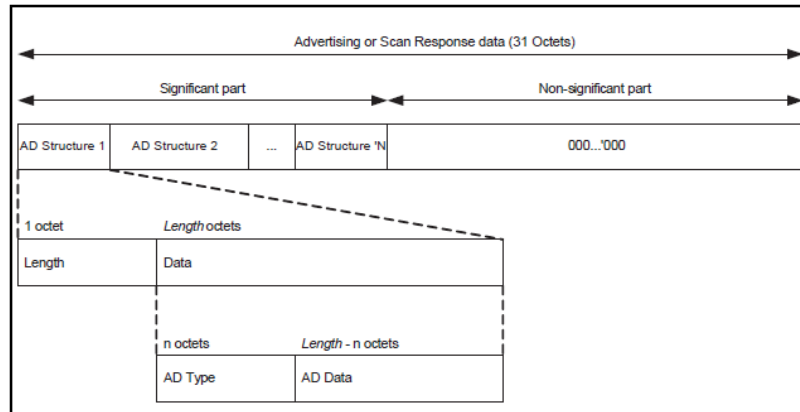 Advertising or Scan Response data (31 Octets)
Significant part Non-significant part
AD Structure 1 AD Structure 2 ... AD Structure 'N 000...'000
1 octet Length octets
Length Data
n octets Length - n octets
AD Type AD Data